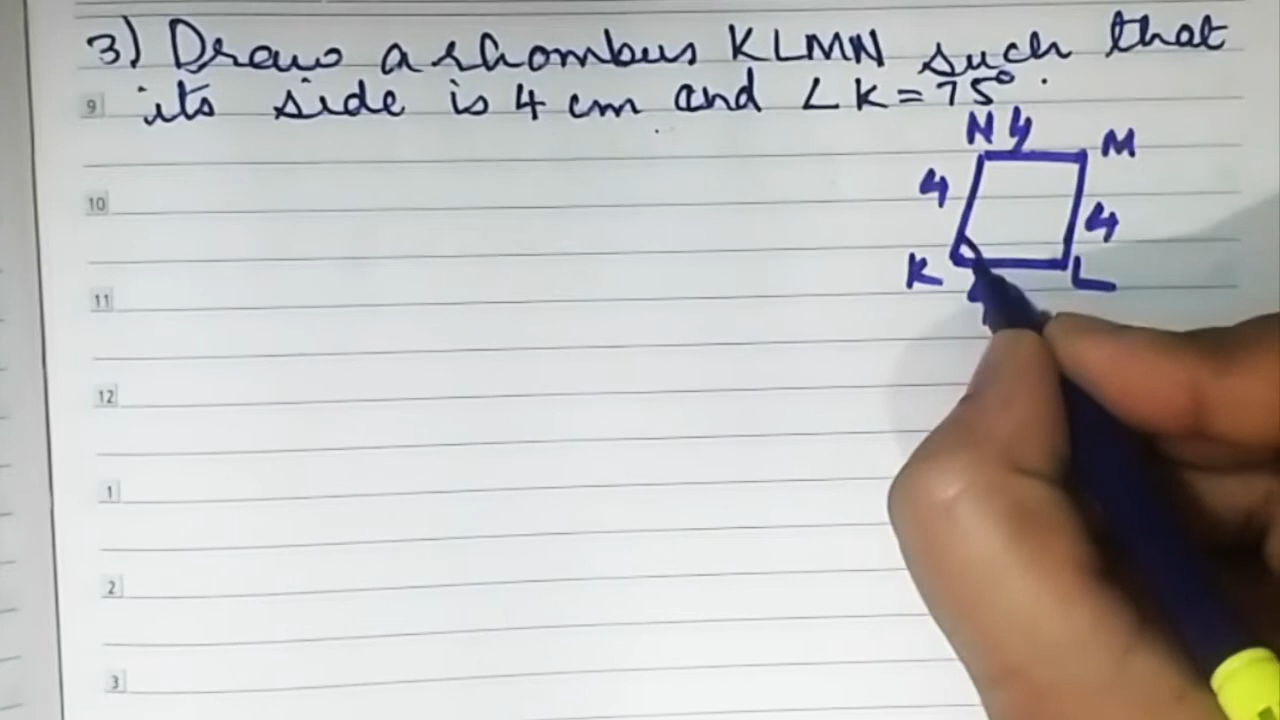 3) Draw a rhombus KLMN such that
its side is 4 cm and ∠K = 75°.
N 4 M
4
4
K L
9
10
11
12
1
2
3